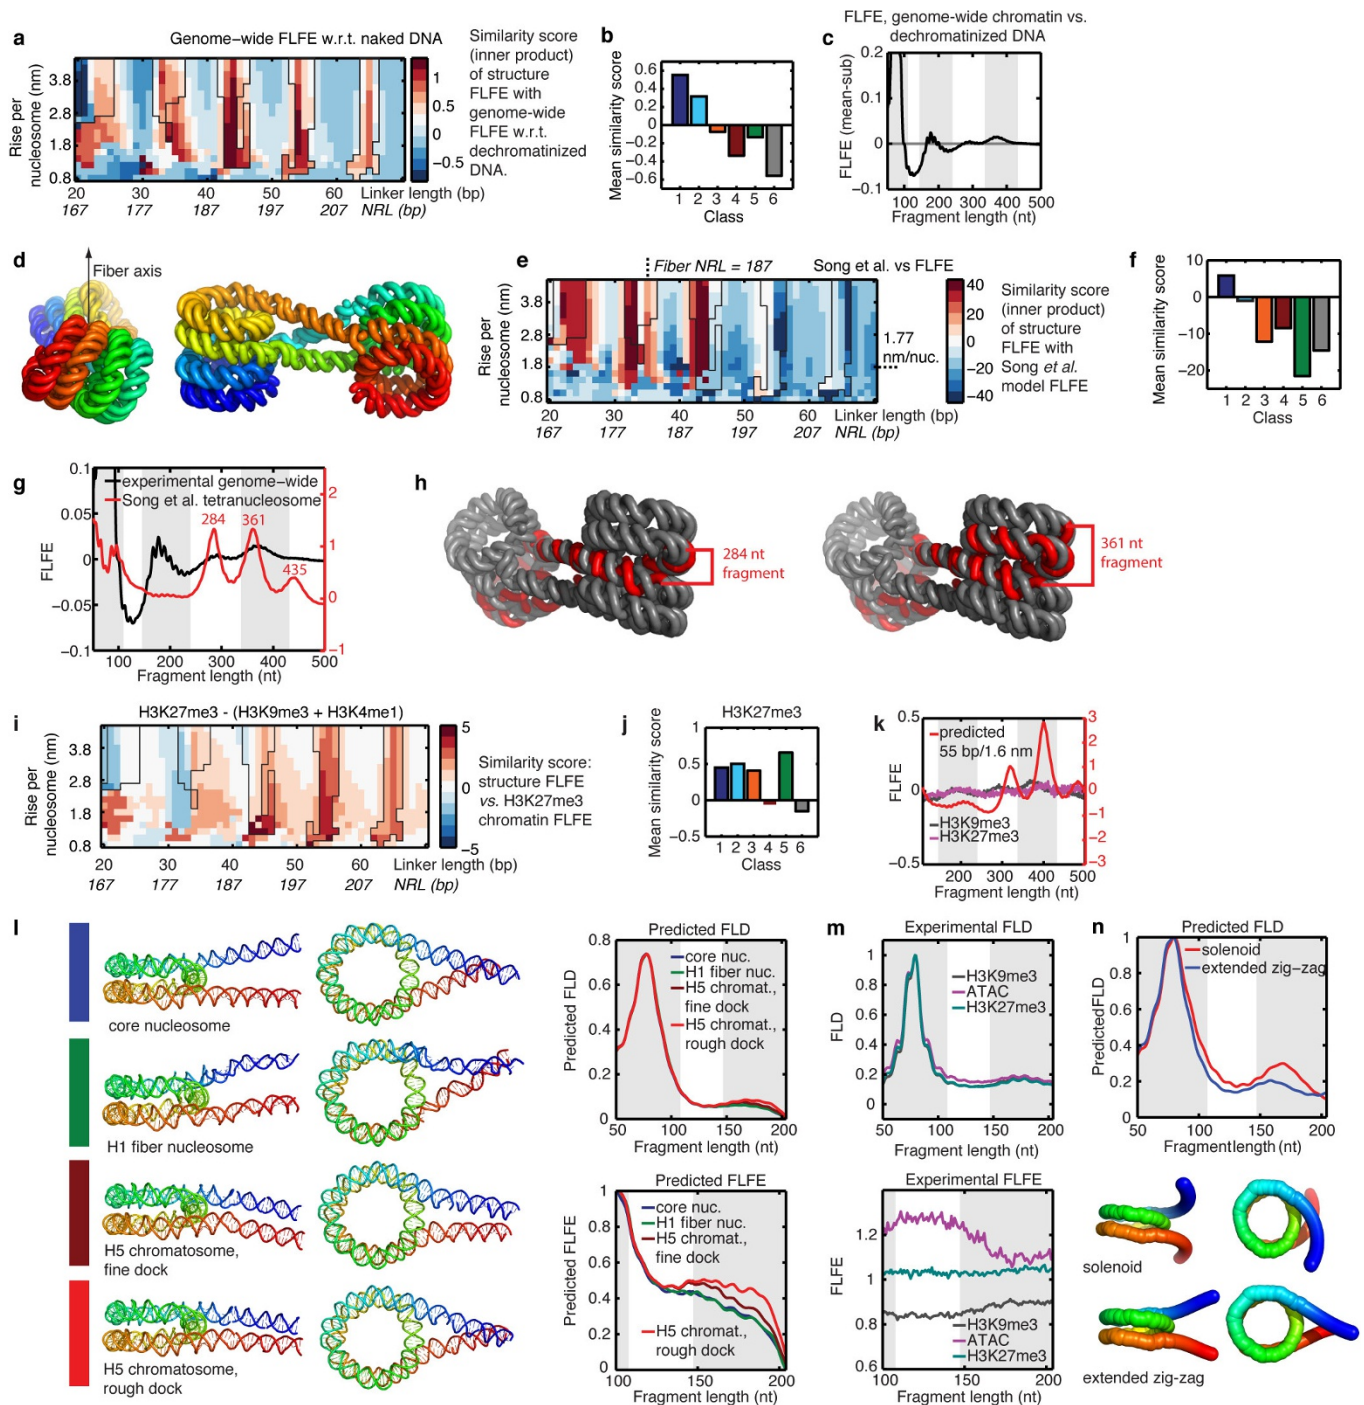 a
Genome−wide FLFE w.r.t. naked DNA
Rise per
nucleosome (nm)
3.8
2.8
1.8
0.8
20 30 40 50 60 Linker length (bp)
167 177 187 197 207 NRL (bp)
1
0.5
0
−0.5
Similarity score
(inner product)
of structure
FLFE with
genome-wide
FLFE w.r.t.
dechromatinized
DNA.
b
Mean similarity score
0.6
0.4
0.2
0
−0.2
−0.4
−0.6
1 2 3 4 5 6
Class
FLFE, genome-wide chromatin vs.
dechromatinized DNA
c
FLFE (mean-sub)
0.2
0.1
0
−0.1
100 200 300 400 500
Fragment length (nt)
d
Fiber axis
e
Fiber NRL = 187
Song et al. vs FLFE
Rise per
nucleosome (nm)
3.8
2.8
1.8
0.8
1.77
nm/nuc.
20 30 40 50 60 Linker length (bp)
167 177 187 197 207 NRL (bp)
40
20
0
−20
−40
Similarity score
(inner product)
of structure
FLFE with
Song et al.
model FLFE
f
Mean similarity score
10
0
−10
−20
1 2 3 4 5 6
Class
g
FLFE
0.1
0.05
0
−0.05
−0.1
experimental genome−wide
Song et al. tetranucleosome
284
361
435
2
1
0
−1
100 200 300 400 500
Fragment length (nt)
h
284 nt
fragment
361 nt
fragment
i
H3K27me3 - (H3K9me3 + H3K4me1)
Rise per
nucleosome (nm)
3.8
2.8
1.8
0.8
20 30 40 50 60 Linker length (bp)
167 177 187 197 207 NRL (bp)
5
0
−5
Similarity score:
structure FLFE
vs. H3K27me3
chromatin FLFE
j
H3K27me3
Mean similarity score
1
0.5
0
−0.5
1 2 3 4 5 6
Class
k
FLFE
0.5
0
−0.5
predicted
55 bp/1.6 nm
H3K9me3
H3K27me3
3
2
1
0
−1
−2
−3
200 300 400 500
Fragment length (nt)
l
core nucleosome
H1 fiber nucleosome
H5 chromatosome,
fine dock
H5 chromatosome,
rough dock
Predicted FLD
Predicted FLD
0.8
0.6
0.4
0.2
0
core nuc.
H1 fiber nuc.
H5 chromat.,
fine dock
H5 chromat.,
rough dock
50 100 150 200
Fragment length (nt)
Predicted FLFE
Predicted FLFE
1
0.8
0.6
0.4
0.2
0
core nuc.
H1 fiber nuc.
H5 chromat.,
fine dock
H5 chromat.,
rough dock
100 150 200
Fragment length (nt)
m
Experimental FLD
FLD
1
0.8
0.6
0.4
0.2
0
H3K9me3
ATAC
H3K27me3
50 100 150 200
Fragment length (nt)
Experimental FLFE
FLFE
1.2
1
0.8
0.6
H3K9me3
ATAC
H3K27me3
100 150 200
Fragment length (nt)
n
Predicted FLD
Predicted FLD
1
0.8
0.6
0.4
0.2
0
solenoid
extended zig−zag
50 100 150 200
Fragment length (nt)
solenoid
extended zig-zag